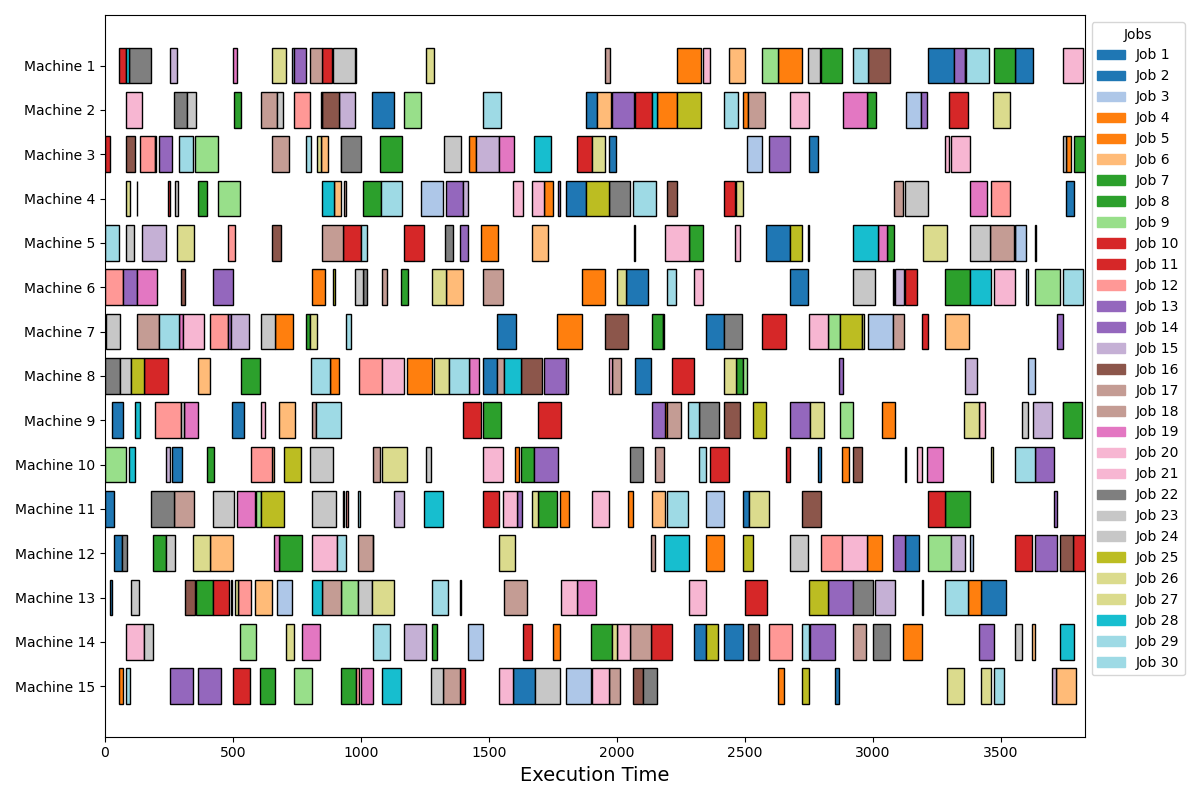 Machine 1
Machine 2
Machine 3
Machine 4
Machine 5
Machine 6
Machine 7
Machine 8
Machine 9
Machine 10
Machine 11
Machine 12
Machine 13
Machine 14
Machine 15
0 500 1000 1500 2000 2500 3000 3500
Execution Time
Jobs
Job 1
Job 2
Job 3
Job 4
Job 5
Job 6
Job 7
Job 8
Job 9
Job 10
Job 11
Job 12
Job 13
Job 14
Job 15
Job 16
Job 17
Job 18
Job 19
Job 20
Job 21
Job 22
Job 23
Job 24
Job 25
Job 26
Job 27
Job 28
Job 29
Job 30